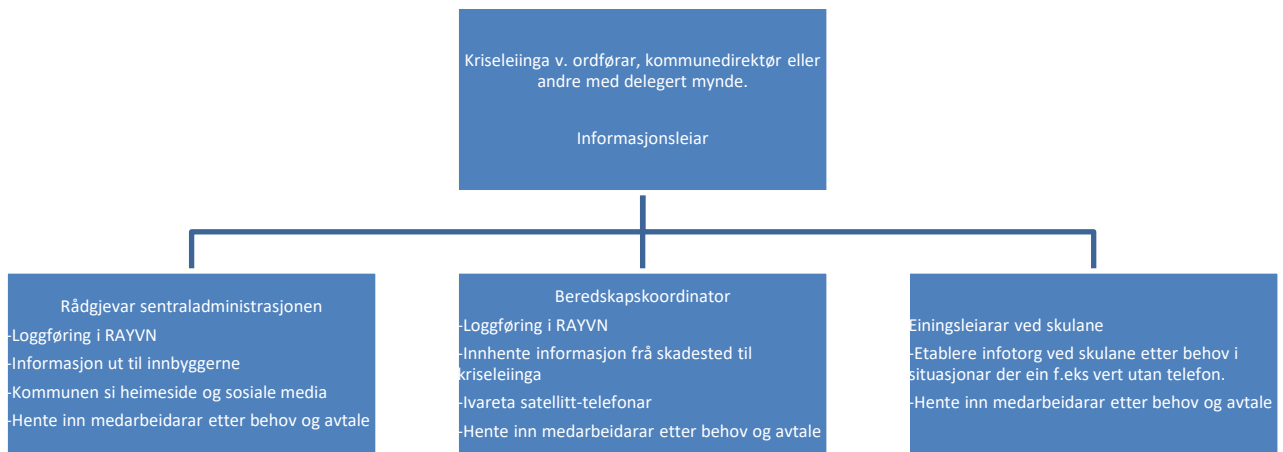 Kriseleiinga v. ordførar, kommunedirektør eller
andre med delegert mynde.
Informasjonsleiar
Rådgjevar sentraladministrasjonen
-Loggføring i RAYVN
-Informasjon ut til innbyggerne
-Kommunen si heimeside og sosiale media
-Hente inn medarbeidarar etter behov og avtale
Beredskapskoordinator
-Loggføring i RAYVN
-Innhente informasjon frå skadested til
kriseleiinga
-Ivareta satellitt-telefonar
-Hente inn medarbeidarar etter behov og avtale
Einingsleiarar ved skulane
-Etablere infotorg ved skulane etter behov i
situasjonar der ein f.eks vert utan telefon.
-Hente inn medarbeidarar etter behov og avtale